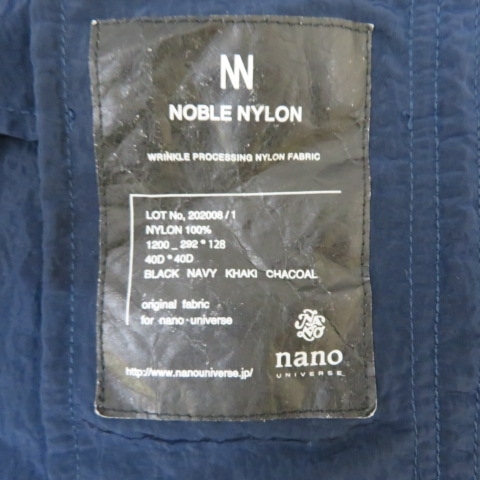 NN
NOBLE NYLON
WRINKLE PROCESSING NYLON FABRIC
LOT No, 202008 / 1
NYLON 100%
1200 _ 292 * 128
40D * 40D
BLACK NAVY KHAKI CHACOAL
original fabric
for nano・universe
http://www.nanouniverse.jp/
nano
UNIVERSE